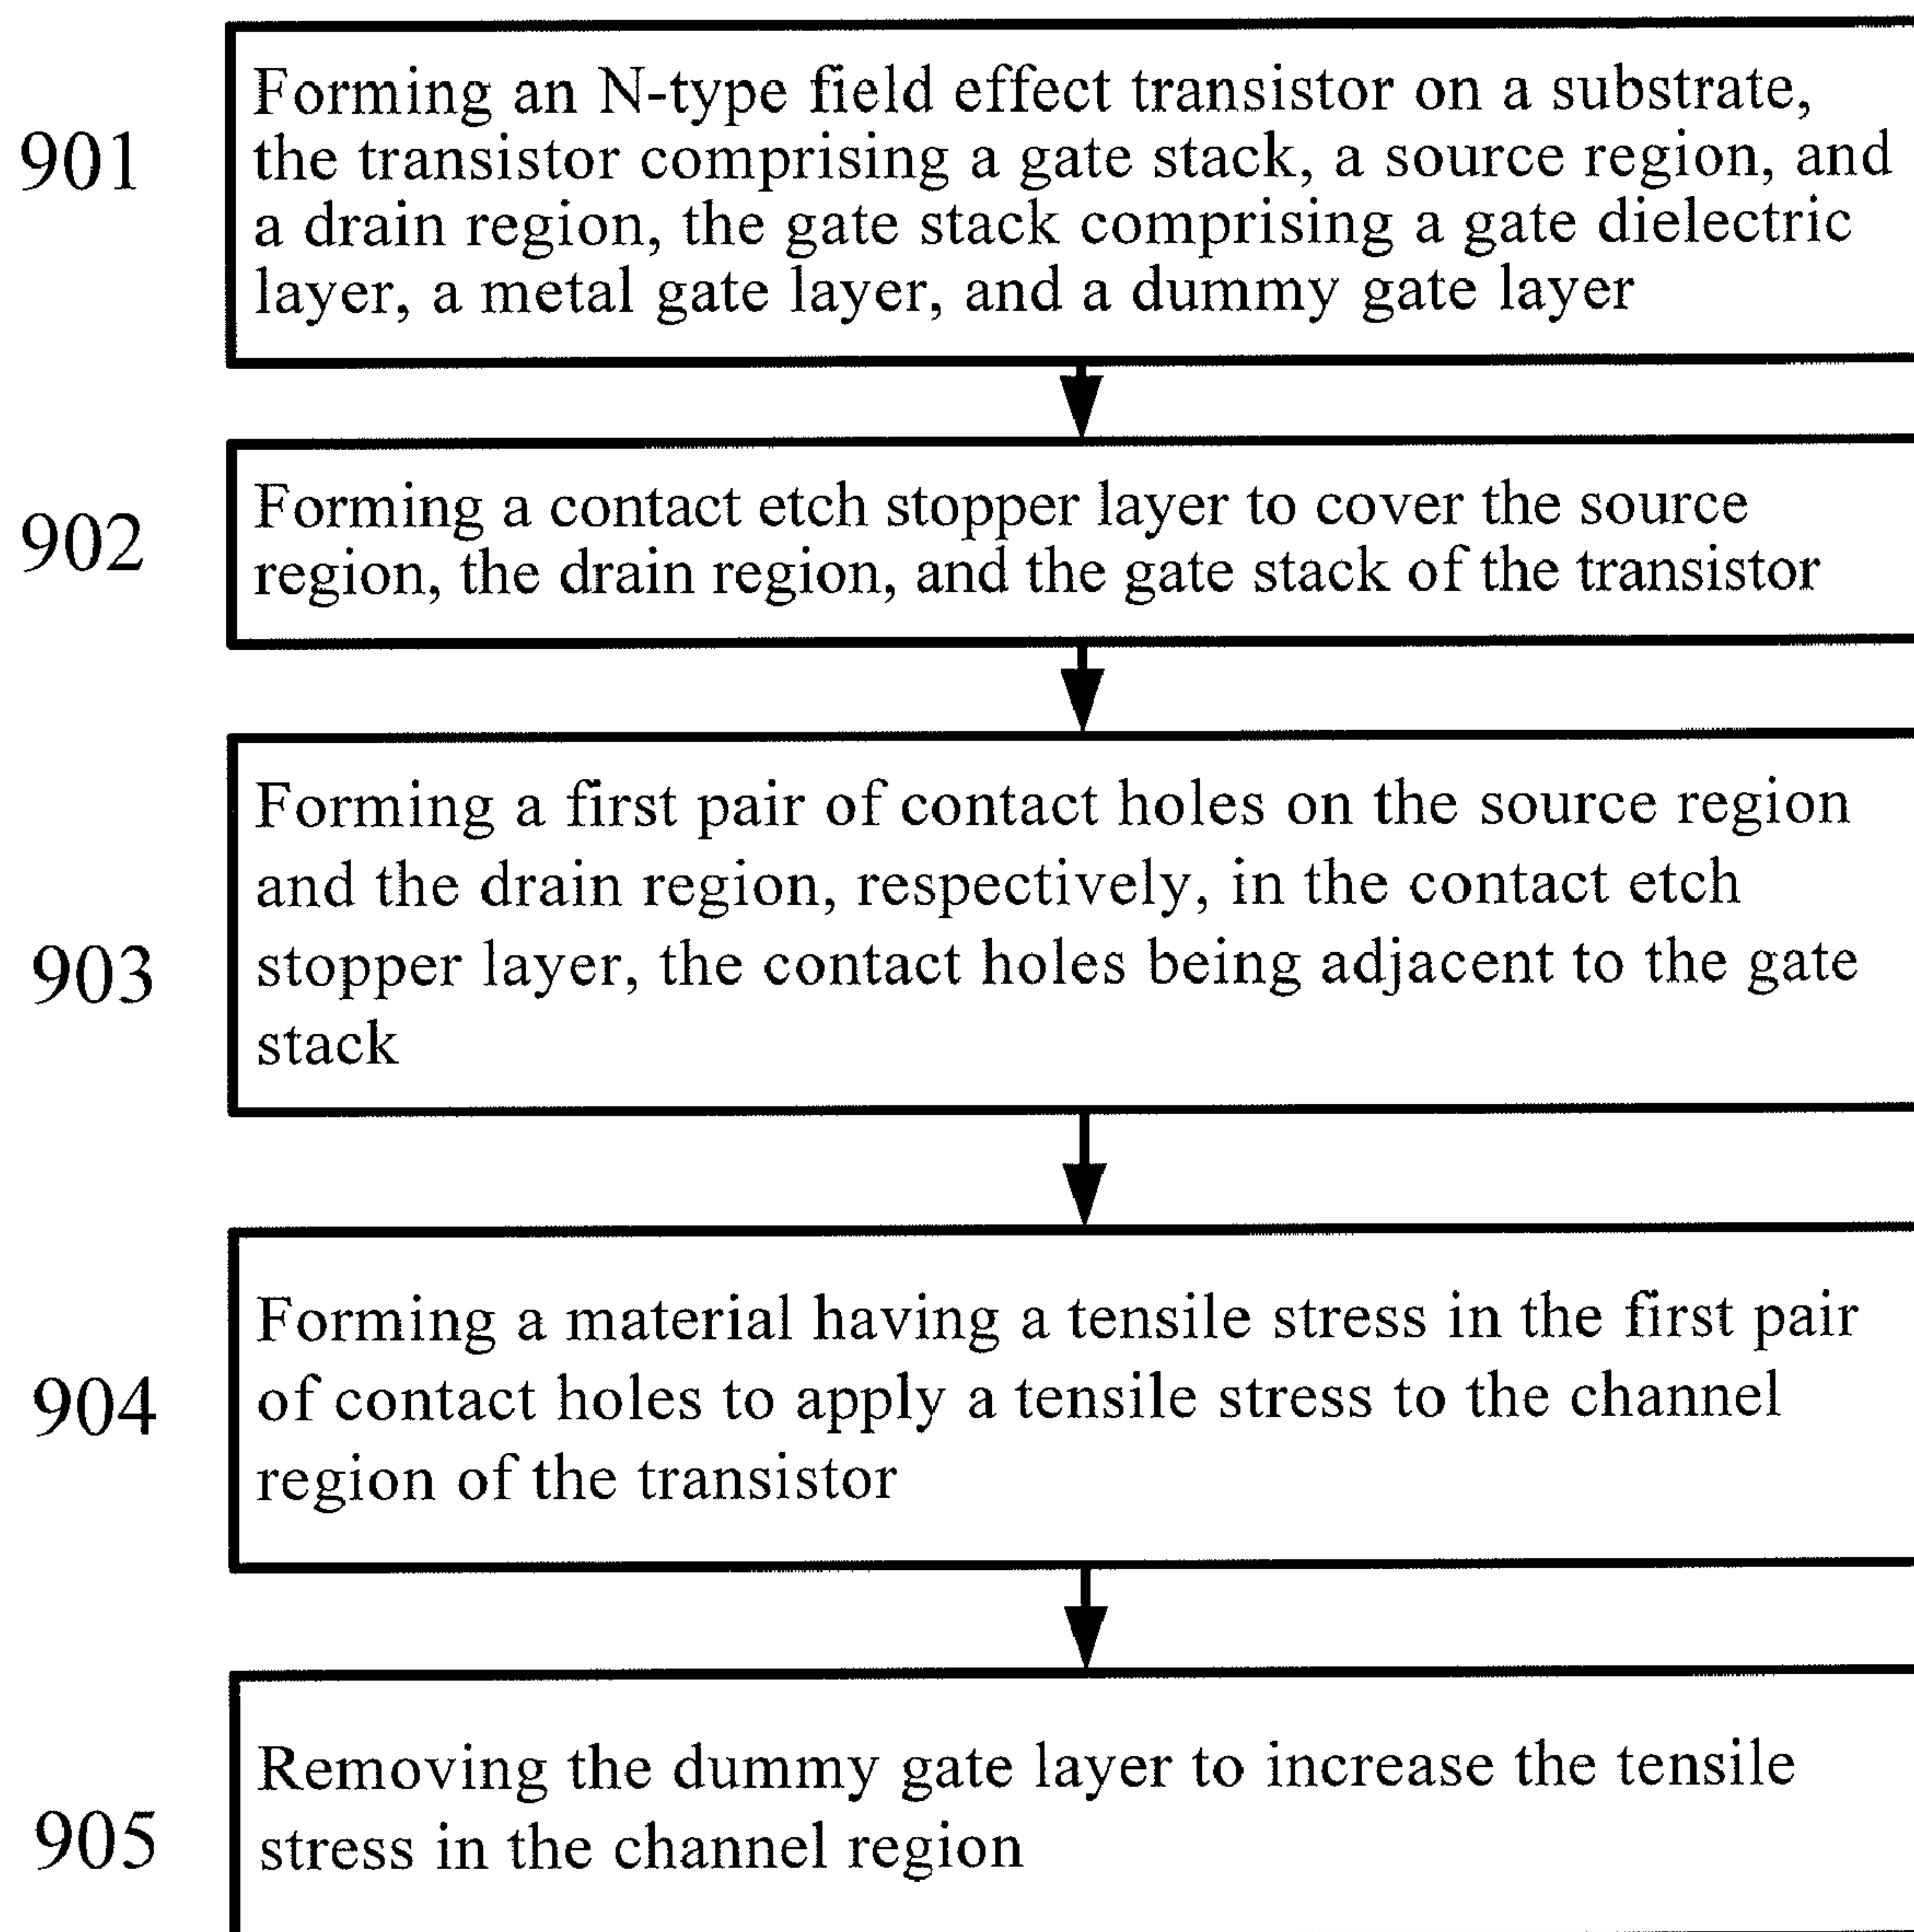 901
Forming an N-type field effect transistor on a substrate,
the transistor comprising a gate stack, a source region, and
a drain region, the gate stack comprising a gate dielectric
layer, a metal gate layer, and a dummy gate layer
902
Forming a contact etch stopper layer to cover the source
region, the drain region, and the gate stack of the transistor
903
Forming a first pair of contact holes on the source region
and the drain region, respectively, in the contact etch
stopper layer, the contact holes being adjacent to the gate
stack
904
Forming a material having a tensile stress in the first pair
of contact holes to apply a tensile stress to the channel
region of the transistor
905
Removing the dummy gate layer to increase the tensile
stress in the channel region